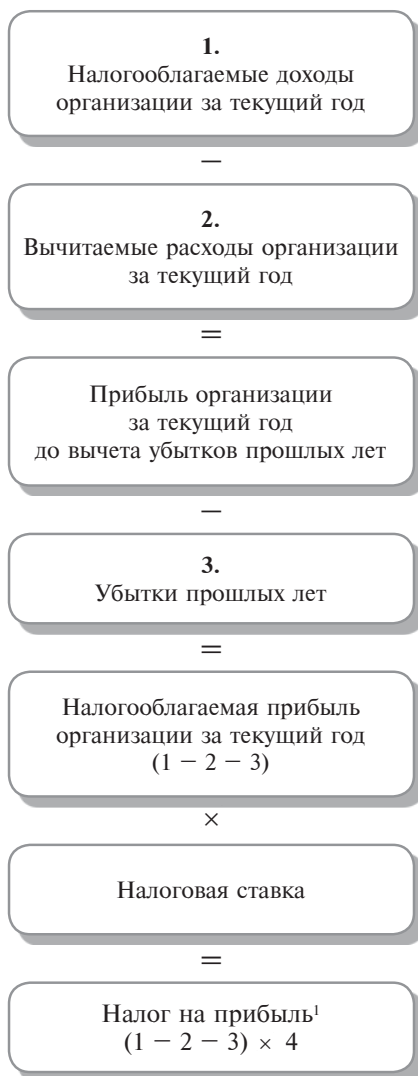 1.
Налогооблагаемые доходы
организации за текущий год
−
2.
Вычитаемые расходы организации
за текущий год
=
Прибыль организации
за текущий год
до вычета убытков прошлых лет
−
3.
Убытки прошлых лет
=
Налогооблагаемая прибыль
организации за текущий год
(1 − 2 − 3)
×
Налоговая ставка
=
Налог на прибыль¹
(1 − 2 − 3) × 4